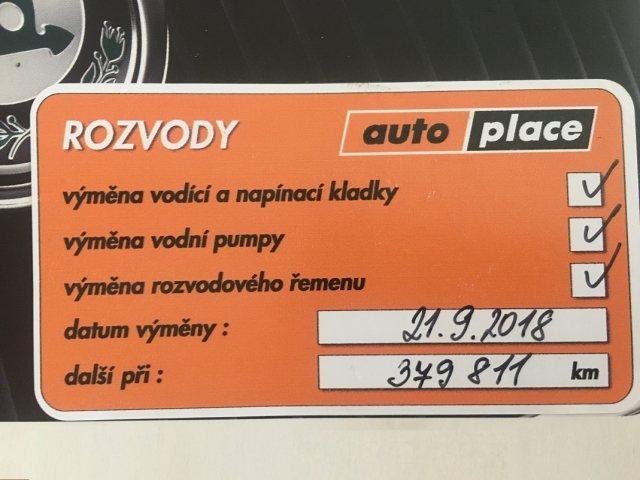 ROZVODY auto place
výměna vodící a napínací kladky
výměna vodní pumpy
výměna rozvodového řemenu
datum výměny : 21.9.2018
další při : 379 811 km